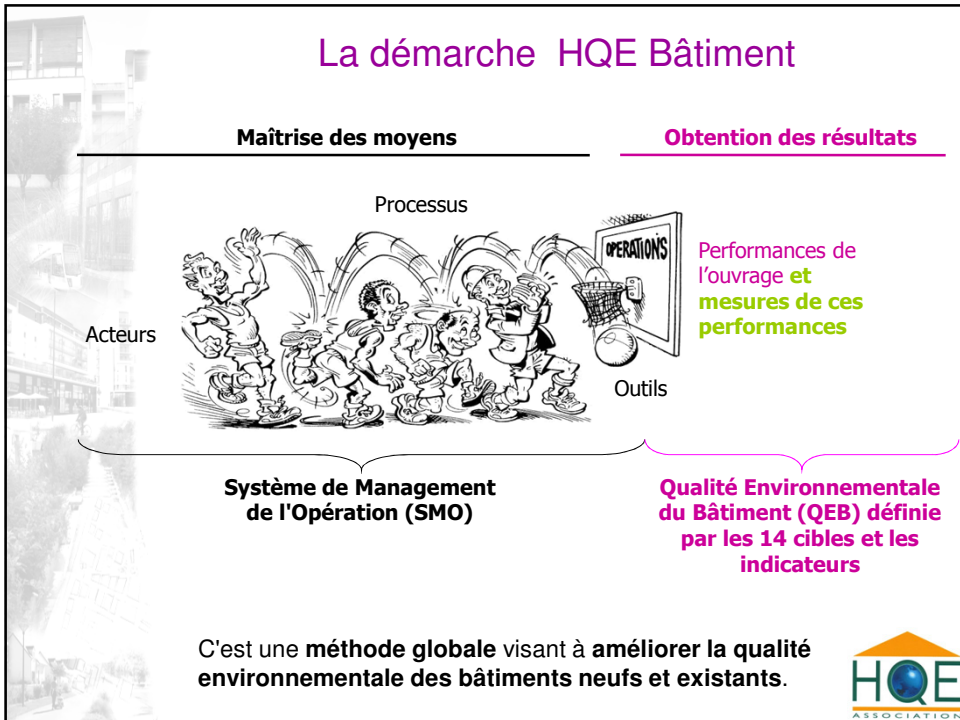 La démarche HQE Bâtiment
Maîtrise des moyens
Obtention des résultats
Processus
OPERATIONS
Performances de
l'ouvrage et
mesures de ces
performances
Acteurs
Outils
Système de Management
de l'Opération (SMO)
Qualité Environnementale
du Bâtiment (QEB) définie
par les 14 cibles et les
indicateurs
C'est une méthode globale visant à améliorer la qualité
environnementale des bâtiments neufs et existants.
HQE
ASSOCIATION